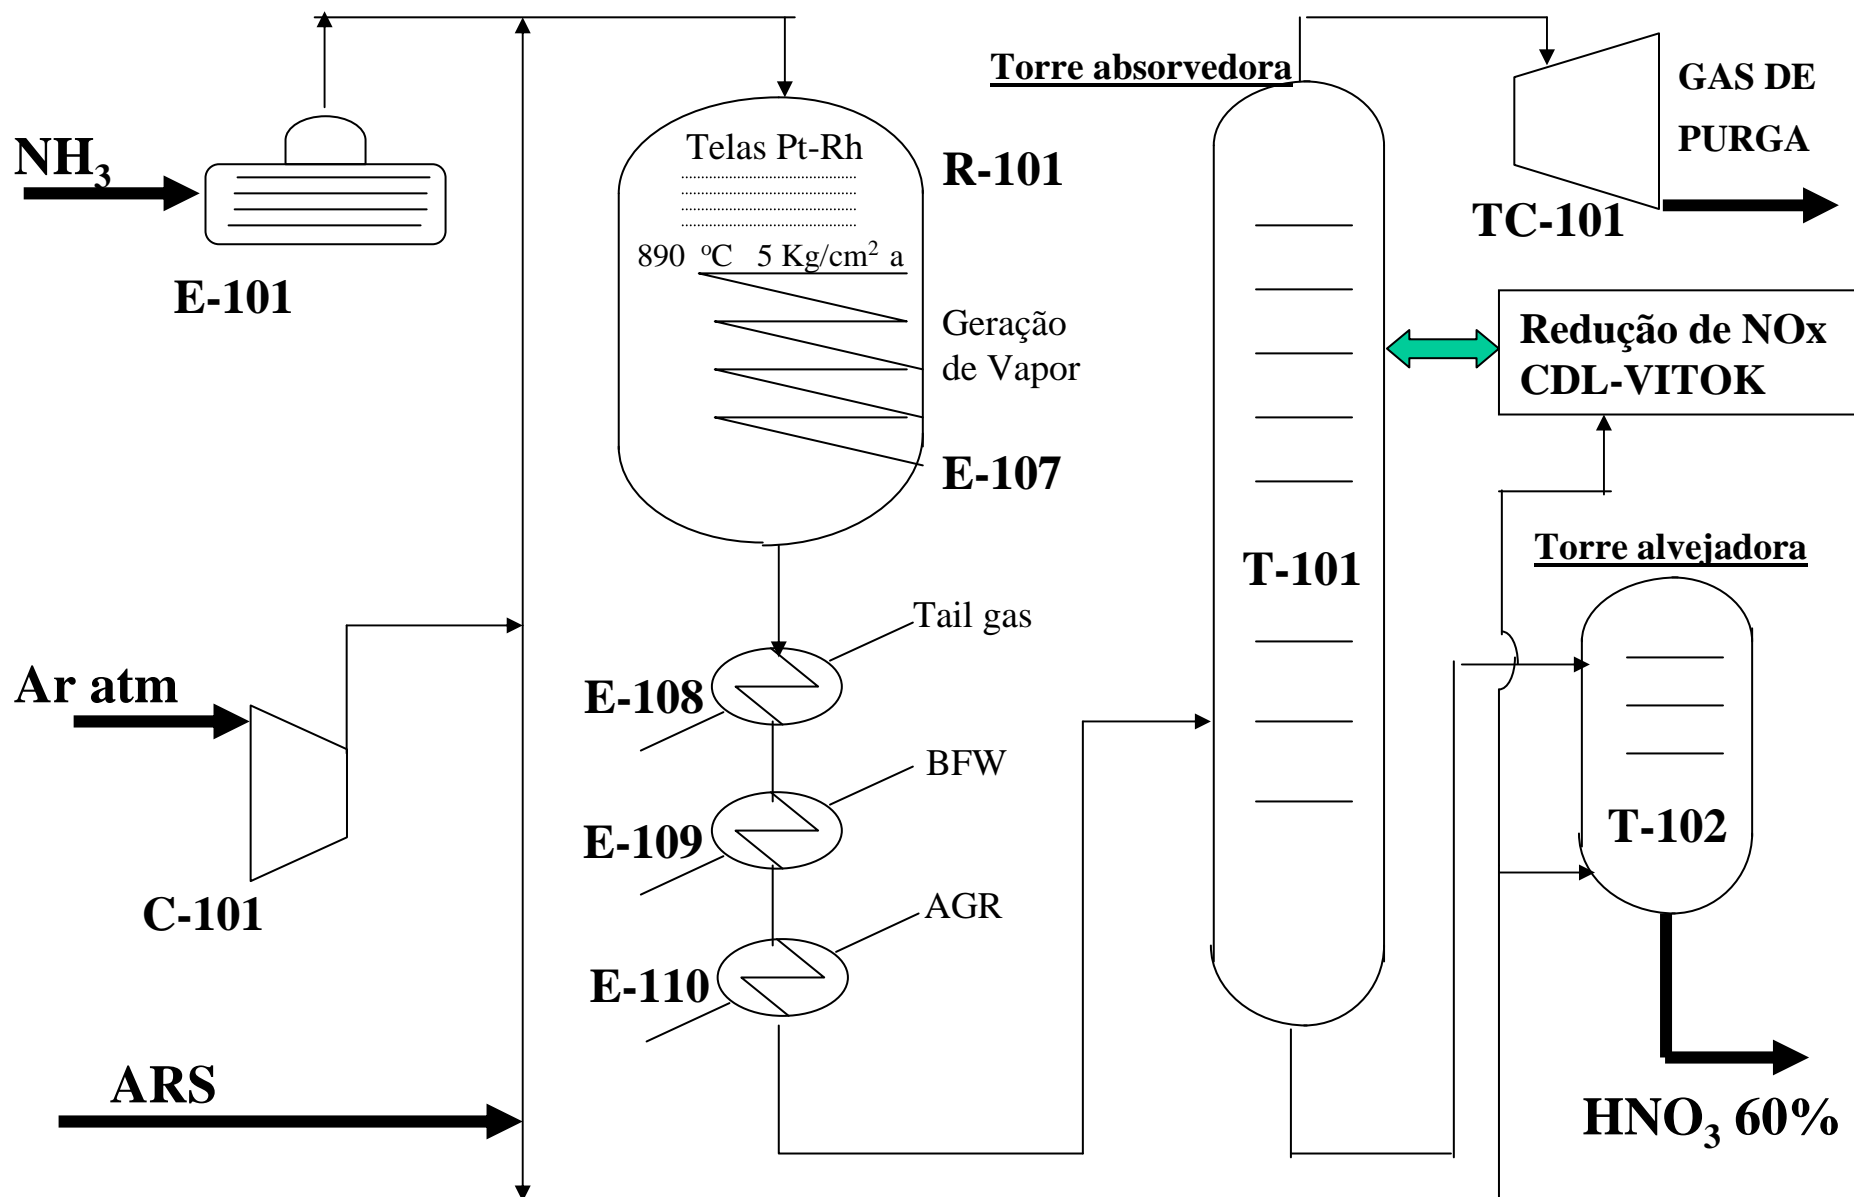 Torre absorvedora
GAS DE
PURGA
NH3
Telas Pt-Rh
R-101
TC-101
890 ºC 5 Kg/cm2 a
E-101
Geração
de Vapor
Redução de NOx
CDL-VITOK
E-107
Torre alvejadora
T-101
Tail gas
Ar atm
E-108
BFW
E-109
T-102
C-101
AGR
E-110
ARS
HNO3 60%